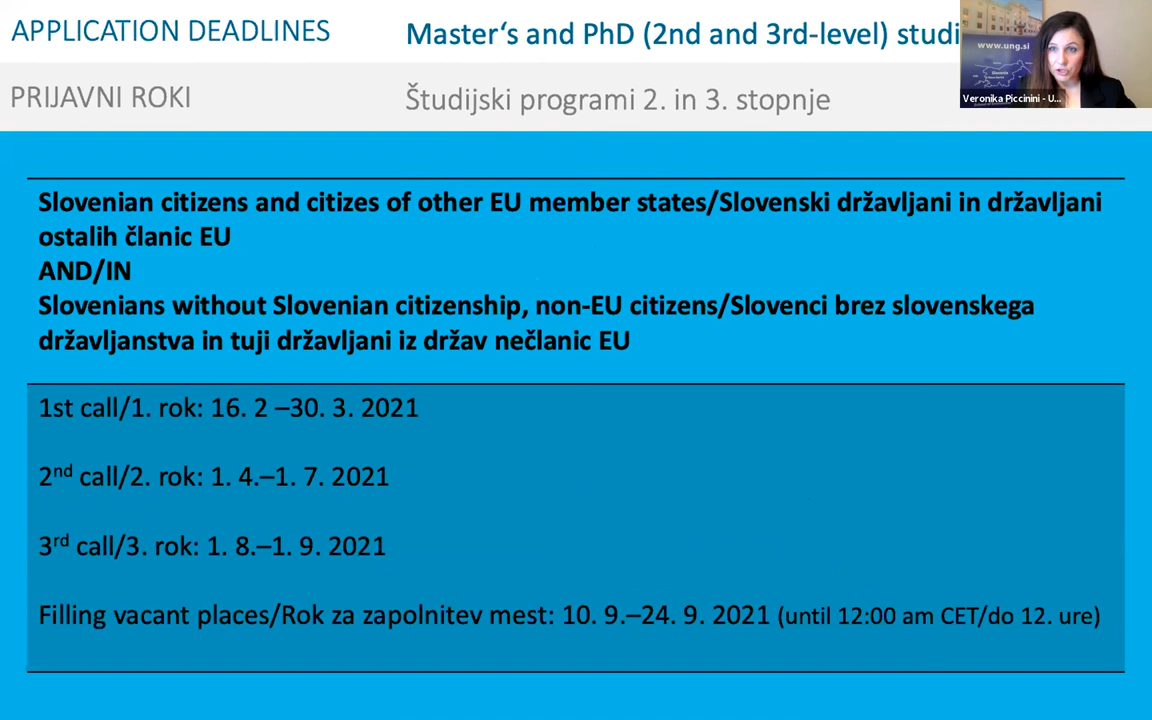 APPLICATION DEADLINES
Master‘s and PhD (2nd and 3rd-level) studi
www.ung.si
Slovenia
Veronika Piccinini - U...
PRIJAVNI ROKI
Študijski programi 2. in 3. stopnje
Slovenian citizens and citizes of other EU member states/Slovenski državljani in državljani
ostalih članic EU
AND/IN
Slovenians without Slovenian citizenship, non-EU citizens/Slovenci brez slovenskega
državljanstva in tuji državljani iz držav nečlanic EU
1st call/1. rok: 16. 2 –30. 3. 2021
2nd call/2. rok: 1. 4.–1. 7. 2021
3rd call/3. rok: 1. 8.–1. 9. 2021
Filling vacant places/Rok za zapolnitev mest: 10. 9.–24. 9. 2021 (until 12:00 am CET/do 12. ure)